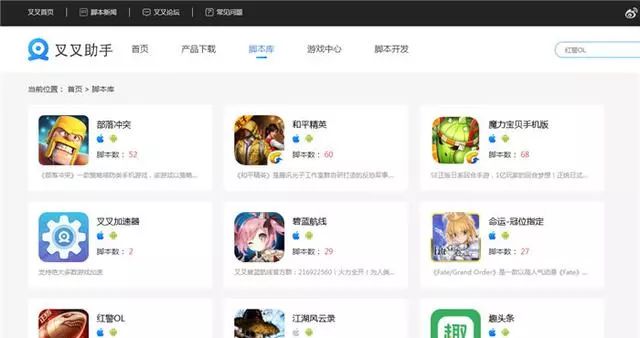 叉叉首页 | 脚本新闻 | 叉叉论坛 | 常见问题
叉叉助手 首页 产品下载 脚本库 游戏中心 脚本开发 红警OL
当前位置： 首页 > 脚本库
部落冲突
脚本数： 52
《部落冲突》一款策略塔防类手机游戏，该游戏以策略...
和平精英
脚本数： 60
《和平精英》是腾讯光子工作室群自研打造的反恐军事...
魔力宝贝手机版
脚本数： 68
SE正版日系回合手游，1亿玩家的回合梦想！正统日式...
叉叉加速器
脚本数： 2
支持绝大多数游戏加速
碧蓝航线
脚本数： 29
叉叉碧蓝航线官方群：216922560｜火力全开！为人美...
命运-冠位指定
脚本数： 27
《Fate/Grand Order》是一款以超人气动漫《Fate》...
红警OL
江湖风云录
趣头条
趣